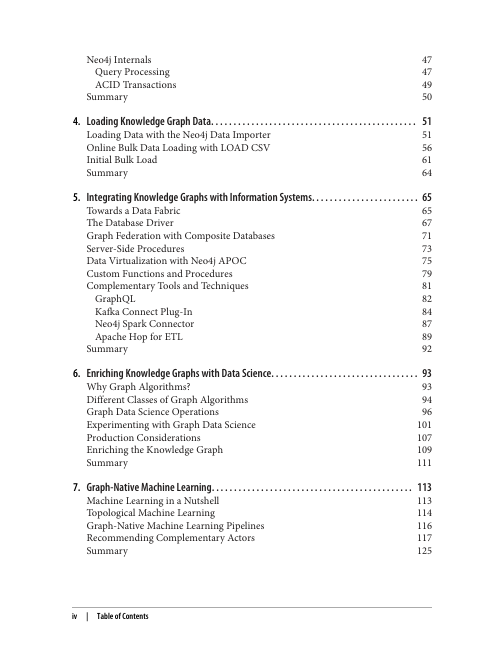 Neo4j Internals 47
Query Processing 47
ACID Transactions 49
Summary 50
4. Loading Knowledge Graph Data. . . . . . . . . . . . . . . . . . . . . . . . . . . . . . . . . . . . . . . . . . . . . . 51
Loading Data with the Neo4j Data Importer 51
Online Bulk Data Loading with LOAD CSV 56
Initial Bulk Load 61
Summary 64
5. Integrating Knowledge Graphs with Information Systems. . . . . . . . . . . . . . . . . . . . . . . . 65
Towards a Data Fabric 65
The Database Driver 67
Graph Federation with Composite Databases 71
Server-Side Procedures 73
Data Virtualization with Neo4j APOC 75
Custom Functions and Procedures 79
Complementary Tools and Techniques 81
GraphQL 82
Kafka Connect Plug-In 84
Neo4j Spark Connector 87
Apache Hop for ETL 89
Summary 92
6. Enriching Knowledge Graphs with Data Science. . . . . . . . . . . . . . . . . . . . . . . . . . . . . . . . . 93
Why Graph Algorithms? 93
Different Classes of Graph Algorithms 94
Graph Data Science Operations 96
Experimenting with Graph Data Science 101
Production Considerations 107
Enriching the Knowledge Graph 109
Summary 111
7. Graph-Native Machine Learning. . . . . . . . . . . . . . . . . . . . . . . . . . . . . . . . . . . . . . . . . . . . . 113
Machine Learning in a Nutshell 113
Topological Machine Learning 114
Graph-Native Machine Learning Pipelines 116
Recommending Complementary Actors 117
Summary 125
iv | Table of Contents